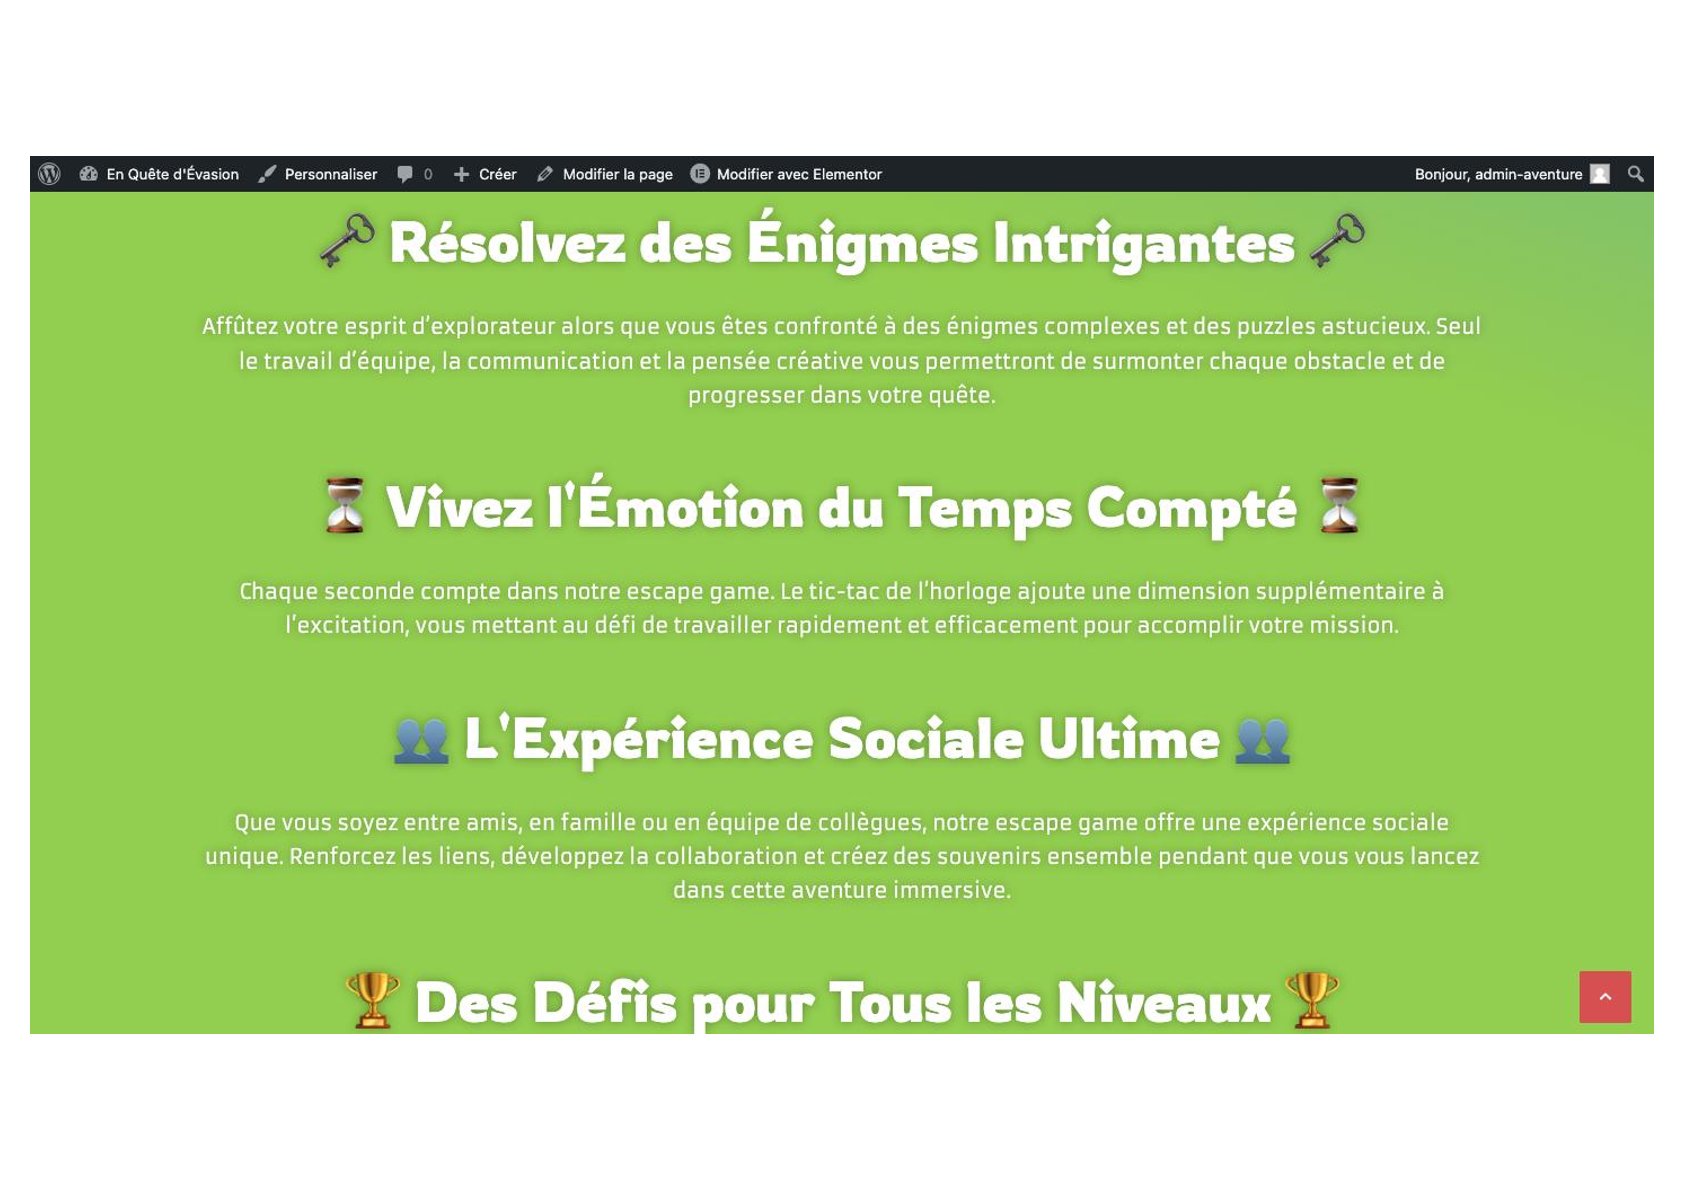 En Quête d'Évasion Personnaliser 0 Créer Modifier la page Modifier avec Elementor Bonjour, admin-aventure
Résolvez des Énigmes Intrigantes
Affûtez votre esprit d’explorateur alors que vous êtes confronté à des énigmes complexes et des puzzles astucieux. Seul
le travail d’équipe, la communication et la pensée créative vous permettront de surmonter chaque obstacle et de
progresser dans votre quête.
Vivez l'Émotion du Temps Compté
Chaque seconde compte dans notre escape game. Le tic-tac de l’horloge ajoute une dimension supplémentaire à
l’excitation, vous mettant au défi de travailler rapidement et efficacement pour accomplir votre mission.
L'Expérience Sociale Ultime
Que vous soyez entre amis, en famille ou en équipe de collègues, notre escape game offre une expérience sociale
unique. Renforcez les liens, développez la collaboration et créez des souvenirs ensemble pendant que vous vous lancez
dans cette aventure immersive.
Des Défis pour Tous les Niveaux